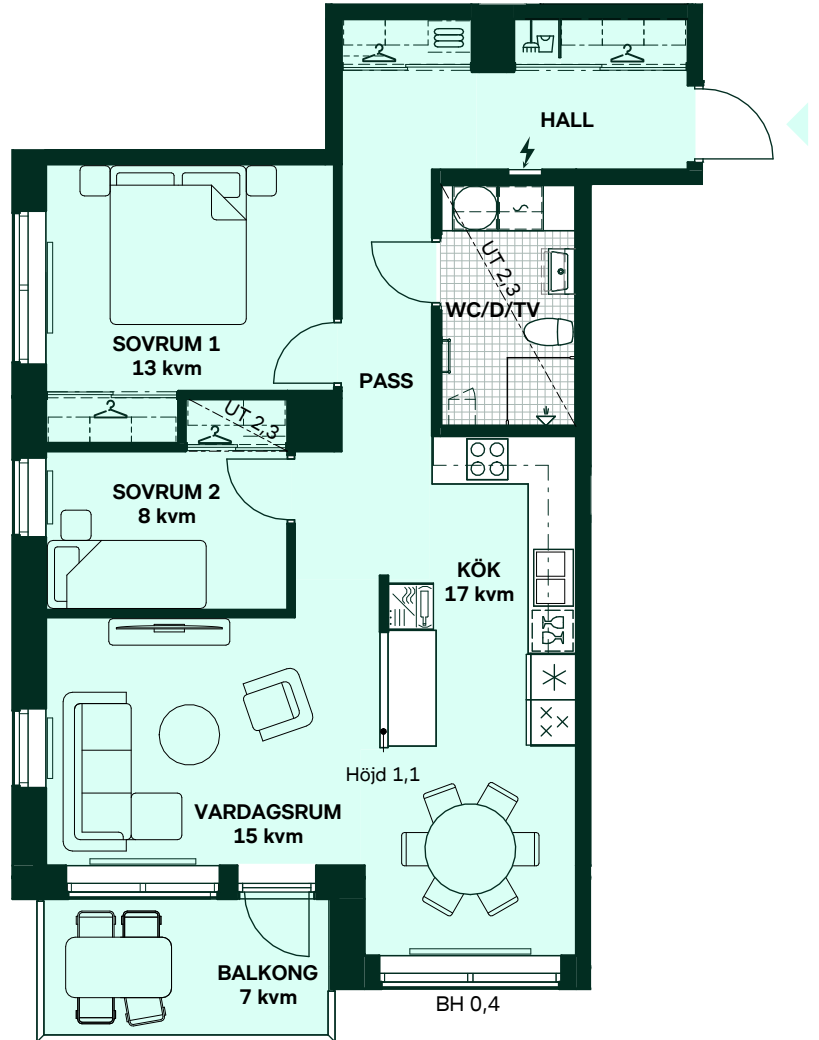 HALL
UT 2,3
WC/D/TV
SOVRUM 1
13 kvm
PASS
UT 2,3
SOVRUM 2
8 kvm
KÖK
17 kvm
Höjd 1,1
VARDAGSRUM
15 kvm
BALKONG
7 kvm
BH 0,4